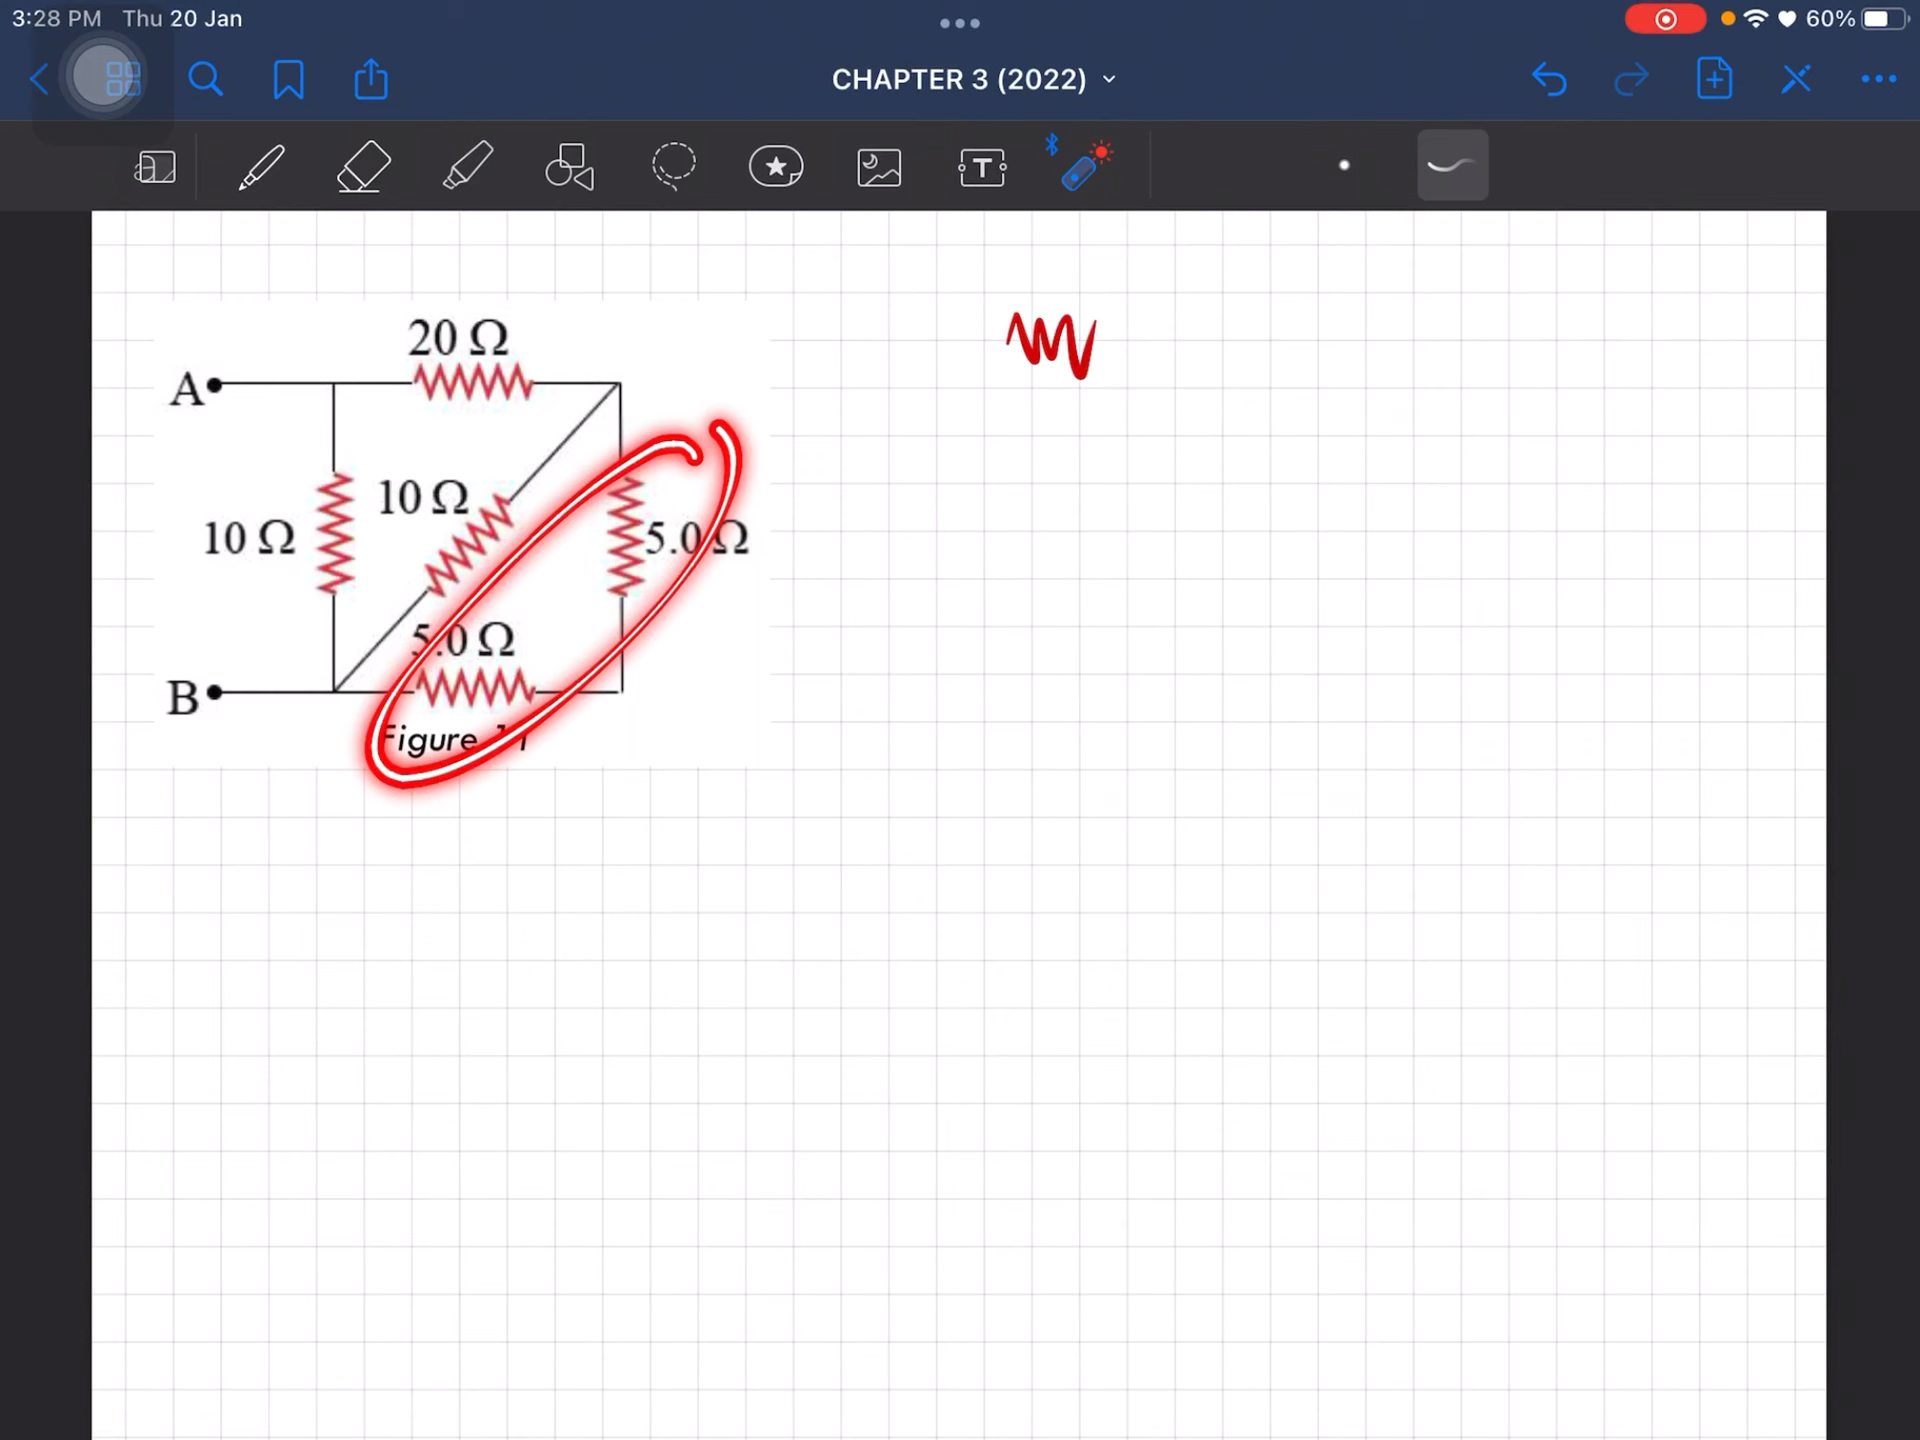 3:28 PM Thu 20 Jan
60%
CHAPTER 3 (2022)
T
20 Ω
A
10 Ω
10 Ω
5.0 Ω
5.0 Ω
B
Figure